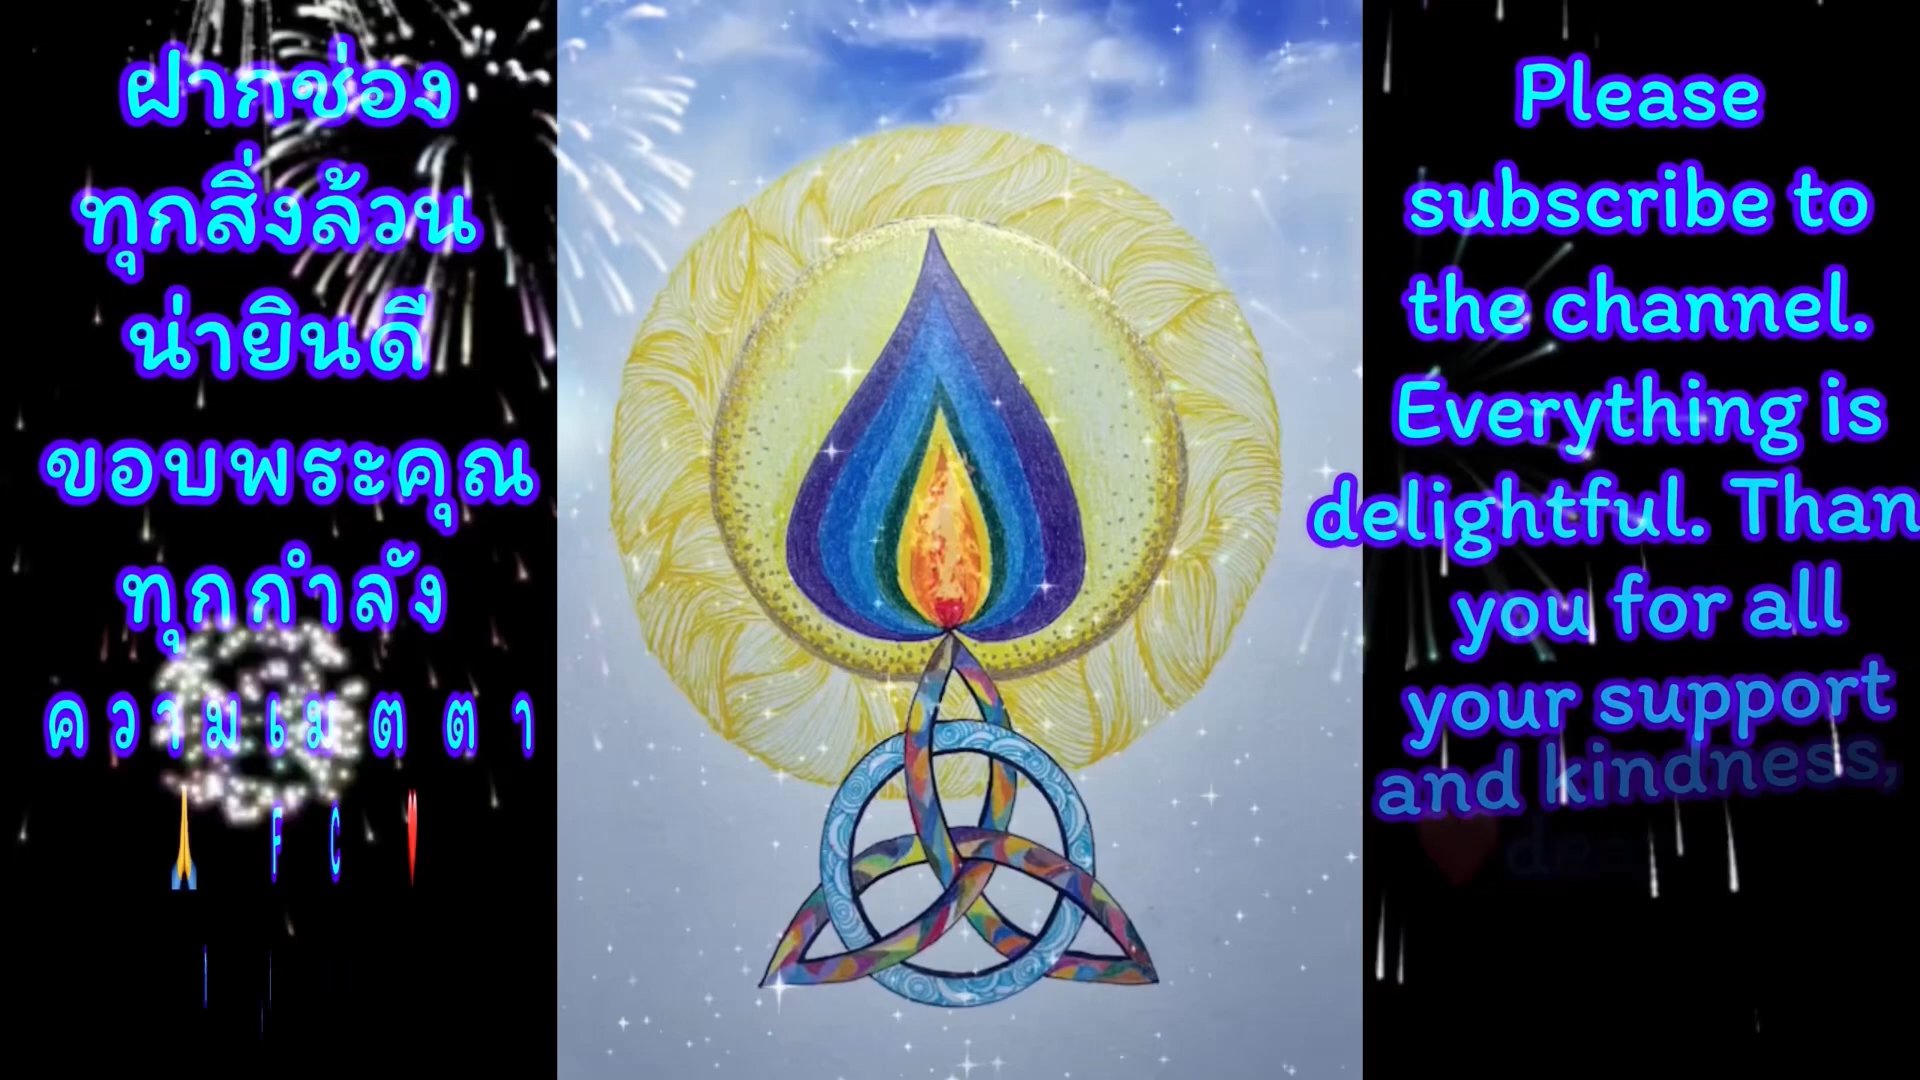 ฝากช่อง
ทุกสิ่งล้วน
น่ายินดี
ขอบพระคุณ
ทุกกำลัง
ความเมตตา
🙏 F C ❤
Please
subscribe to
the channel.
Everything is
delightful. Than
you for all
your support
and kindness,